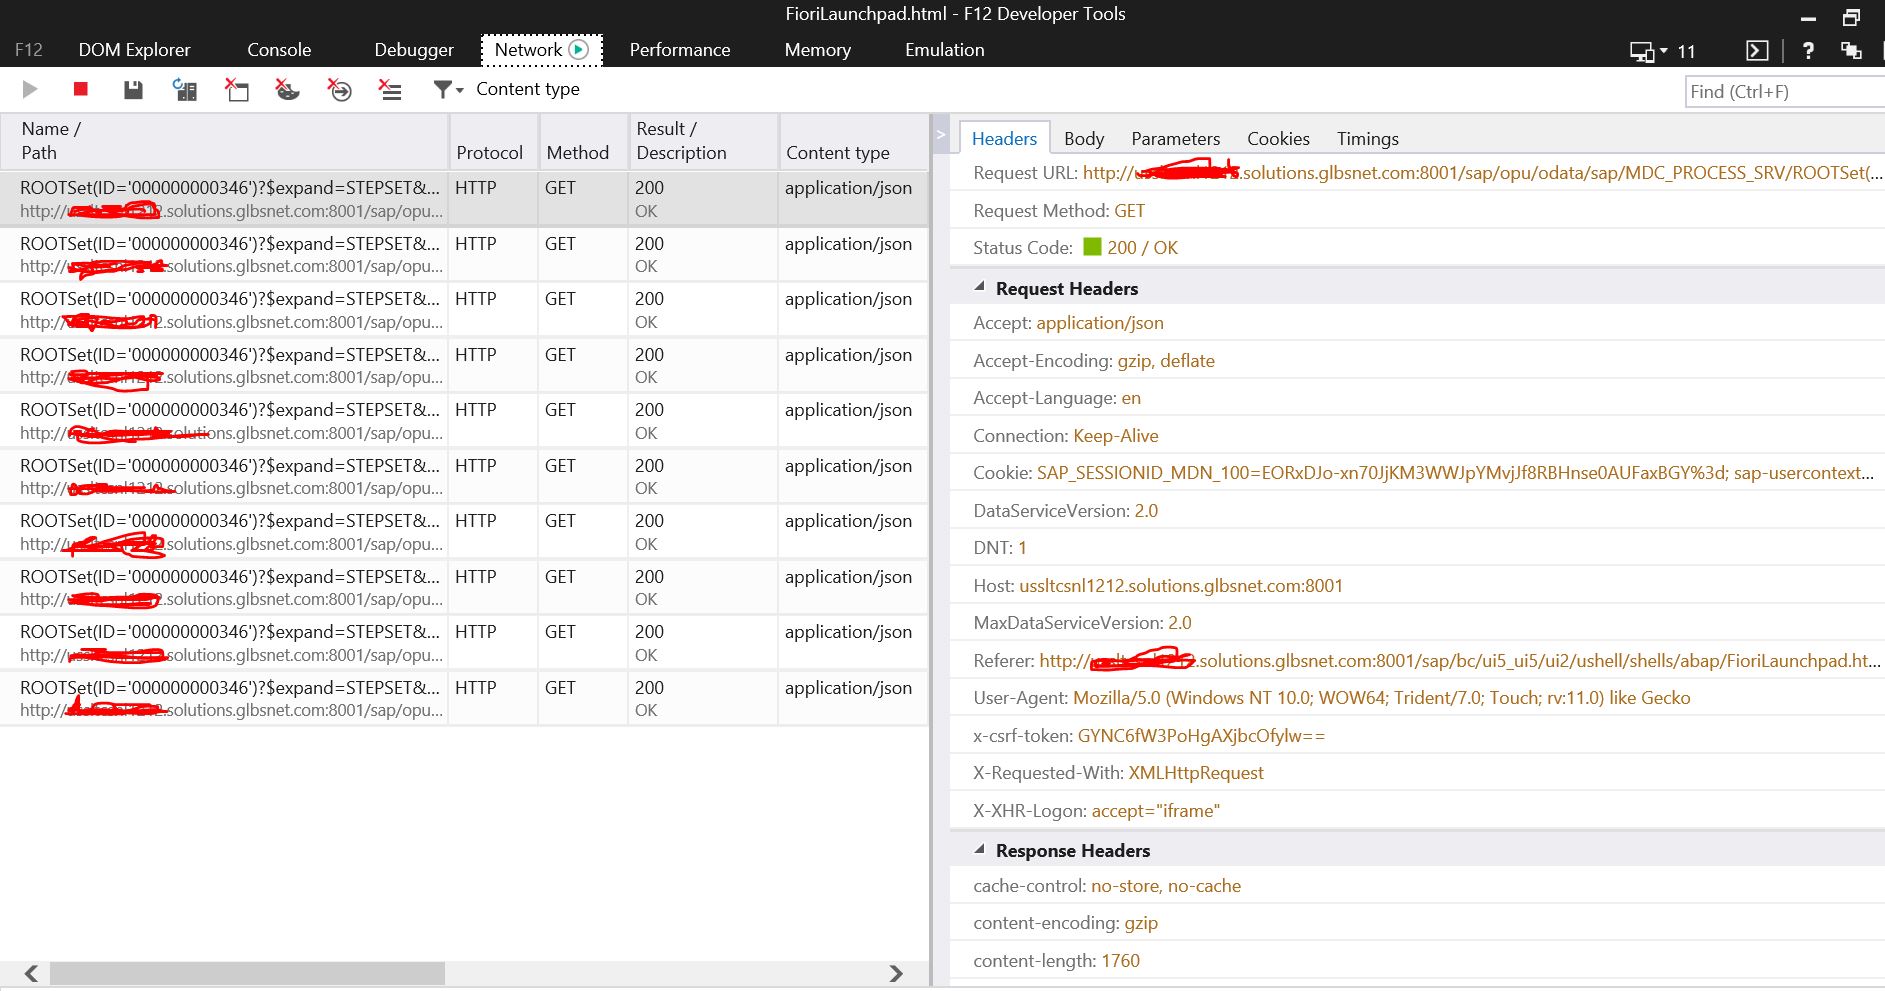 FioriLaunchpad.html - F12 Developer Tools
F12 DOM Explorer Console Debugger Network Performance Memory Emulation 11 ?
Content type
Find (Ctrl+F)
Name / Path Protocol Method Result / Description Content type
ROOTSet(ID='000000000346')?$expand=STEPSET&... HTTP GET 200 application/json
http:// .solutions.glbsnet.com:8001/sap/opu... OK
ROOTSet(ID='000000000346')?$expand=STEPSET&... HTTP GET 200 application/json
http:// solutions.glbsnet.com:8001/sap/opu... OK
ROOTSet(ID='000000000346')?$expand=STEPSET&... HTTP GET 200 application/json
http:// .solutions.glbsnet.com:8001/sap/opu... OK
ROOTSet(ID='000000000346')?$expand=STEPSET&... HTTP GET 200 application/json
http:// .solutions.glbsnet.com:8001/sap/opu... OK
ROOTSet(ID='000000000346')?$expand=STEPSET&... HTTP GET 200 application/json
http:// .solutions.glbsnet.com:8001/sap/opu... OK
ROOTSet(ID='000000000346')?$expand=STEPSET&... HTTP GET 200 application/json
http:// .solutions.glbsnet.com:8001/sap/opu... OK
ROOTSet(ID='000000000346')?$expand=STEPSET&... HTTP GET 200 application/json
http:// .solutions.glbsnet.com:8001/sap/opu... OK
ROOTSet(ID='000000000346')?$expand=STEPSET&... HTTP GET 200 application/json
http:// .solutions.glbsnet.com:8001/sap/opu... OK
ROOTSet(ID='000000000346')?$expand=STEPSET&... HTTP GET 200 application/json
http:// .solutions.glbsnet.com:8001/sap/opu... OK
ROOTSet(ID='000000000346')?$expand=STEPSET&... HTTP GET 200 application/json
http:// .solutions.glbsnet.com:8001/sap/opu... OK
Headers Body Parameters Cookies Timings
Request URL: http:// .solutions.glbsnet.com:8001/sap/opu/odata/sap/MDC_PROCESS_SRV/ROOTSet(...
Request Method: GET
Status Code: 200 / OK
Request Headers
Accept: application/json
Accept-Encoding: gzip, deflate
Accept-Language: en
Connection: Keep-Alive
Cookie: SAP_SESSIONID_MDN_100=EORxDJo-xn70JjKM3WWJpYMvjJf8RBHnse0AUFaxBGY%3d; sap-usercontext...
DataServiceVersion: 2.0
DNT: 1
Host: ussltcsnl1212.solutions.glbsnet.com:8001
MaxDataServiceVersion: 2.0
Referer: http:// .solutions.glbsnet.com:8001/sap/bc/ui5_ui5/ui2/ushell/shells/abap/FioriLaunchpad.ht...
User-Agent: Mozilla/5.0 (Windows NT 10.0; WOW64; Trident/7.0; Touch; rv:11.0) like Gecko
x-csrf-token: GYNC6fW3PoHgAXjbcOfylw==
X-Requested-With: XMLHttpRequest
X-XHR-Logon: accept="iframe"
Response Headers
cache-control: no-store, no-cache
content-encoding: gzip
content-length: 1760